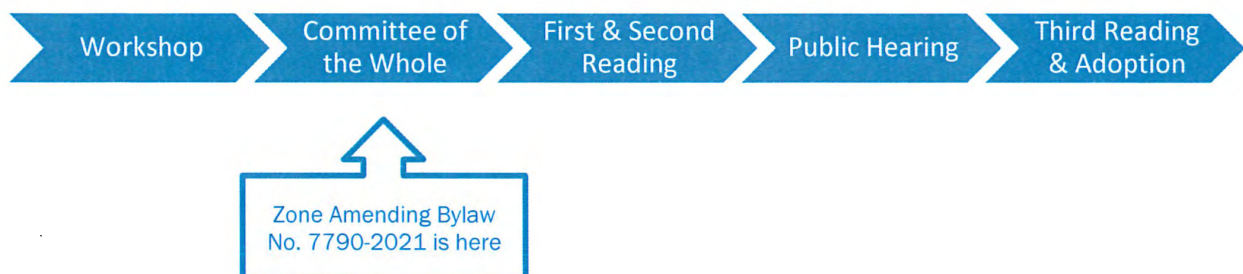 Workshop
Committee of
the Whole
First & Second
Reading
Public Hearing
Third Reading
& Adoption
Zone Amending Bylaw
No. 7790-2021 is here